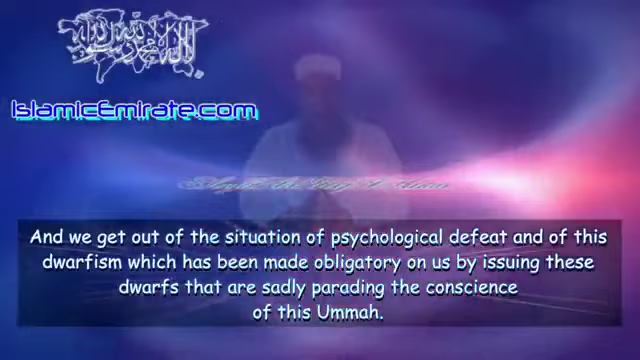 IslamicEmirate.com
And we get out of the situation of psychological defeat and of this
dwarfism which has been made obligatory on us by issuing these
dwarfs that are sadly parading the conscience
of this Ummah.